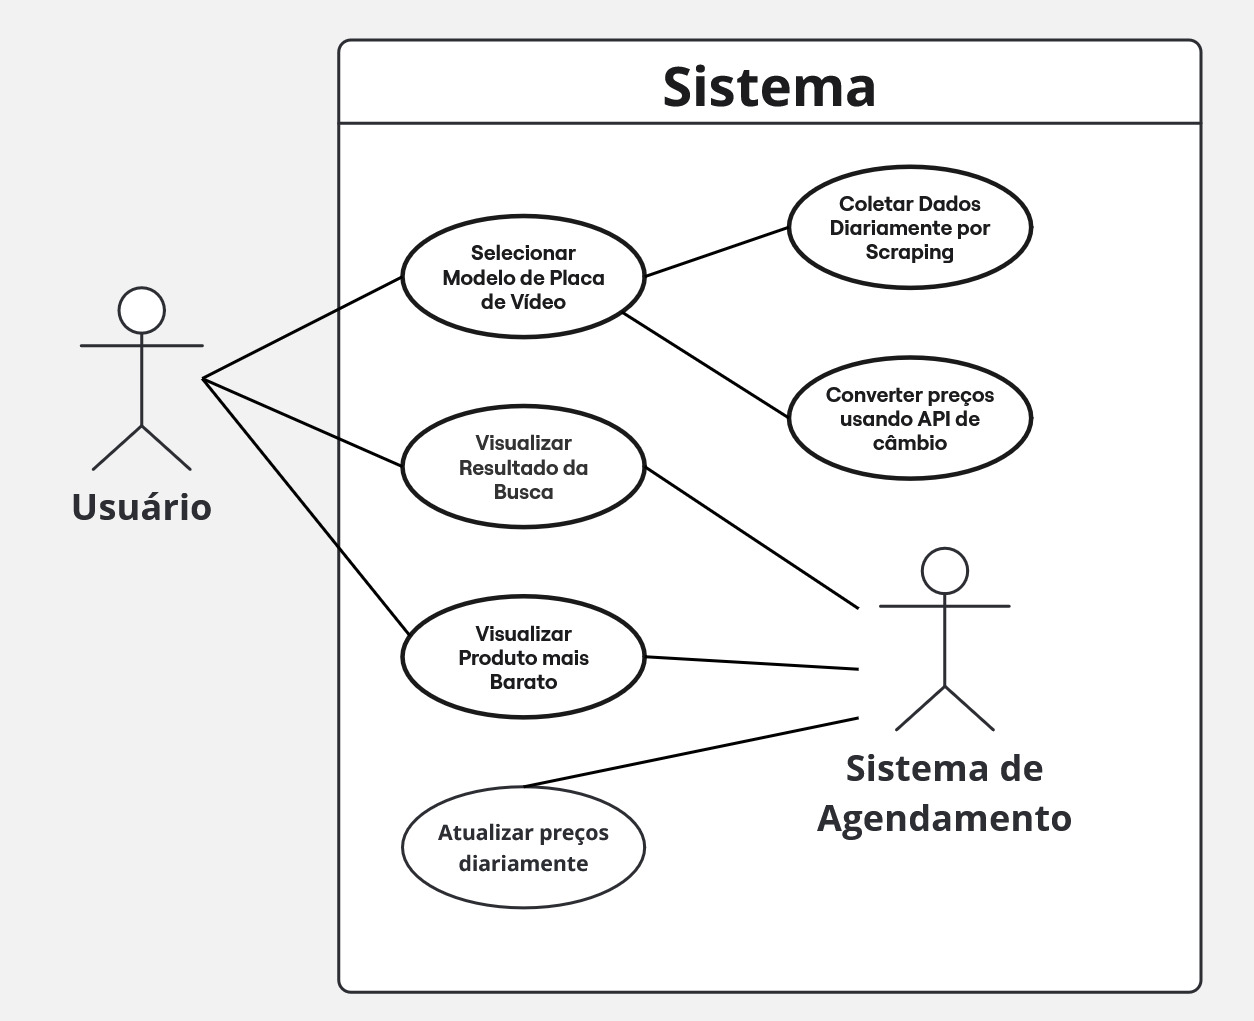 Sistema
Selecionar
Modelo de Placa
de Vídeo
Coletar Dados
Diariamente por
Scraping
Converter preços
usando API de
câmbio
Usuário
Visualizar
Resultado da
Busca
Visualizar
Produto mais
Barato
Sistema de
Agendamento
Atualizar preços
diariamente